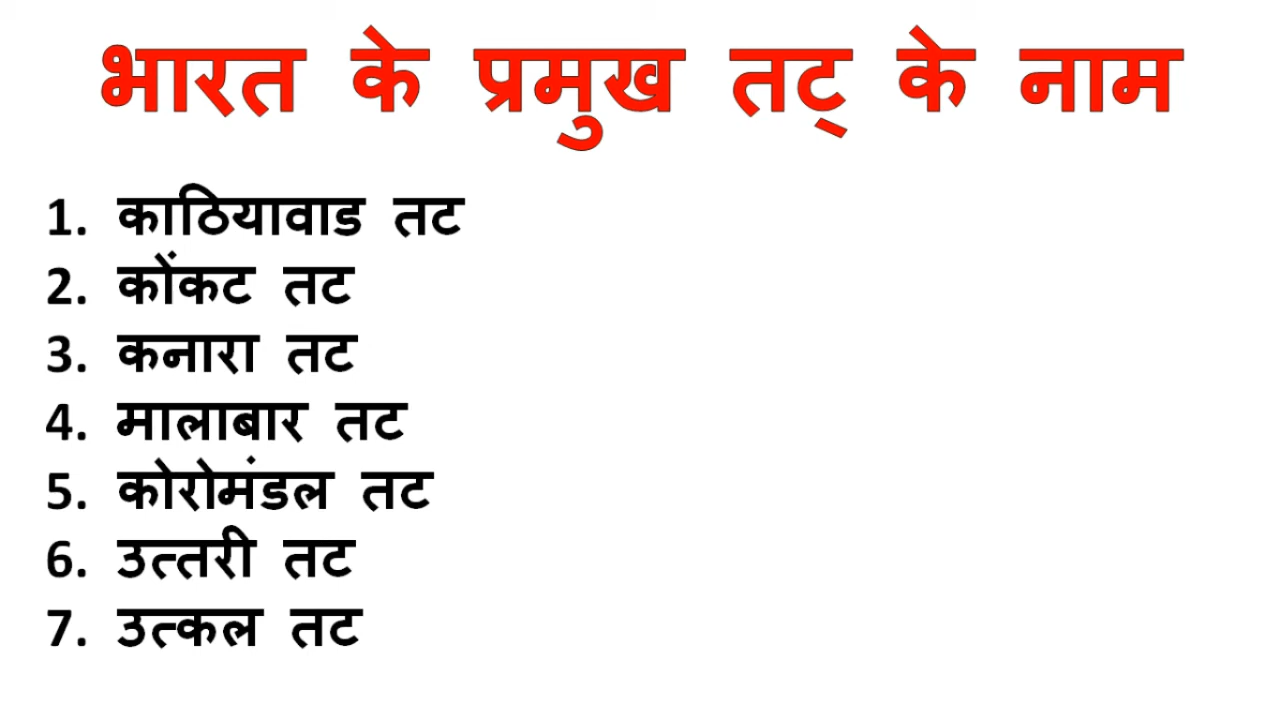 भारत के प्रमुख तट् के नाम
1. काठियावाड तट
2. कोंकट तट
3. कनारा तट
4. मालाबार तट
5. कोरोमंडल तट
6. उत्तरी तट
7. उत्कल तट